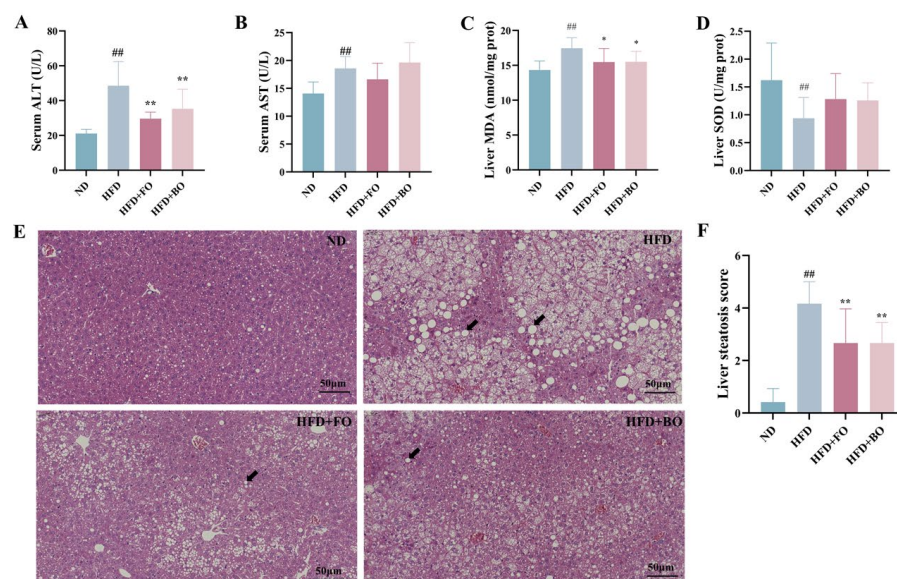 A
Serum ALT (U/L)
80
60
40
20
0
##
**
**
ND
HFD
HFD+FO
HFD+BO
B
Serum AST (U/L)
25
20
15
10
5
0
##
ND
HFD
HFD+FO
HFD+BO
C
Liver MDA (nmol/mg prot)
20
15
10
5
0
##
*
*
ND
HFD
HFD+FO
HFD+BO
D
Liver SOD (U/mg prot)
2.5
2.0
1.5
1.0
0.5
0.0
##
ND
HFD
HFD+FO
HFD+BO
E
ND
50μm
HFD
50μm
HFD+FO
50μm
HFD+BO
50μm
F
Liver steatosis score
6
4
2
0
##
**
**
ND
HFD
HFD+FO
HFD+BO